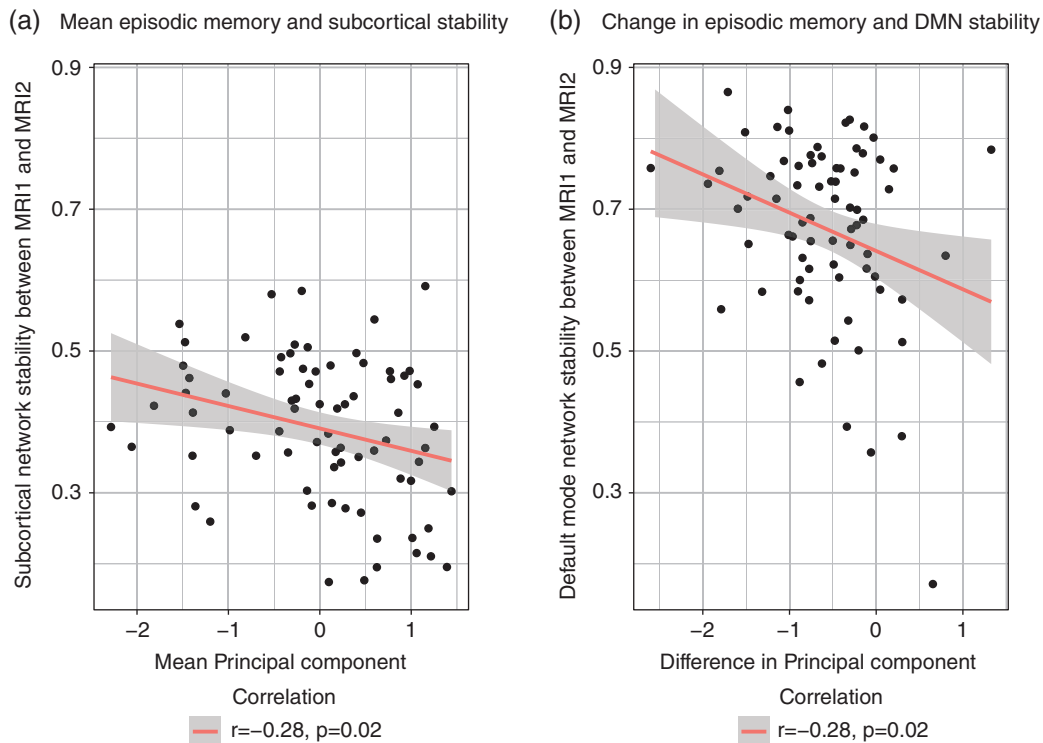 (a) Mean episodic memory and subcortical stability
Subcortical network stability between MRI1 and MRI2
0.9
0.7
0.5
0.3
−2 −1 0 1
Mean Principal component
Correlation
r=−0.28, p=0.02
(b) Change in episodic memory and DMN stability
Default mode network stability between MRI1 and MRI2
0.9
0.7
0.5
0.3
−2 −1 0 1
Difference in Principal component
Correlation
r=−0.28, p=0.02